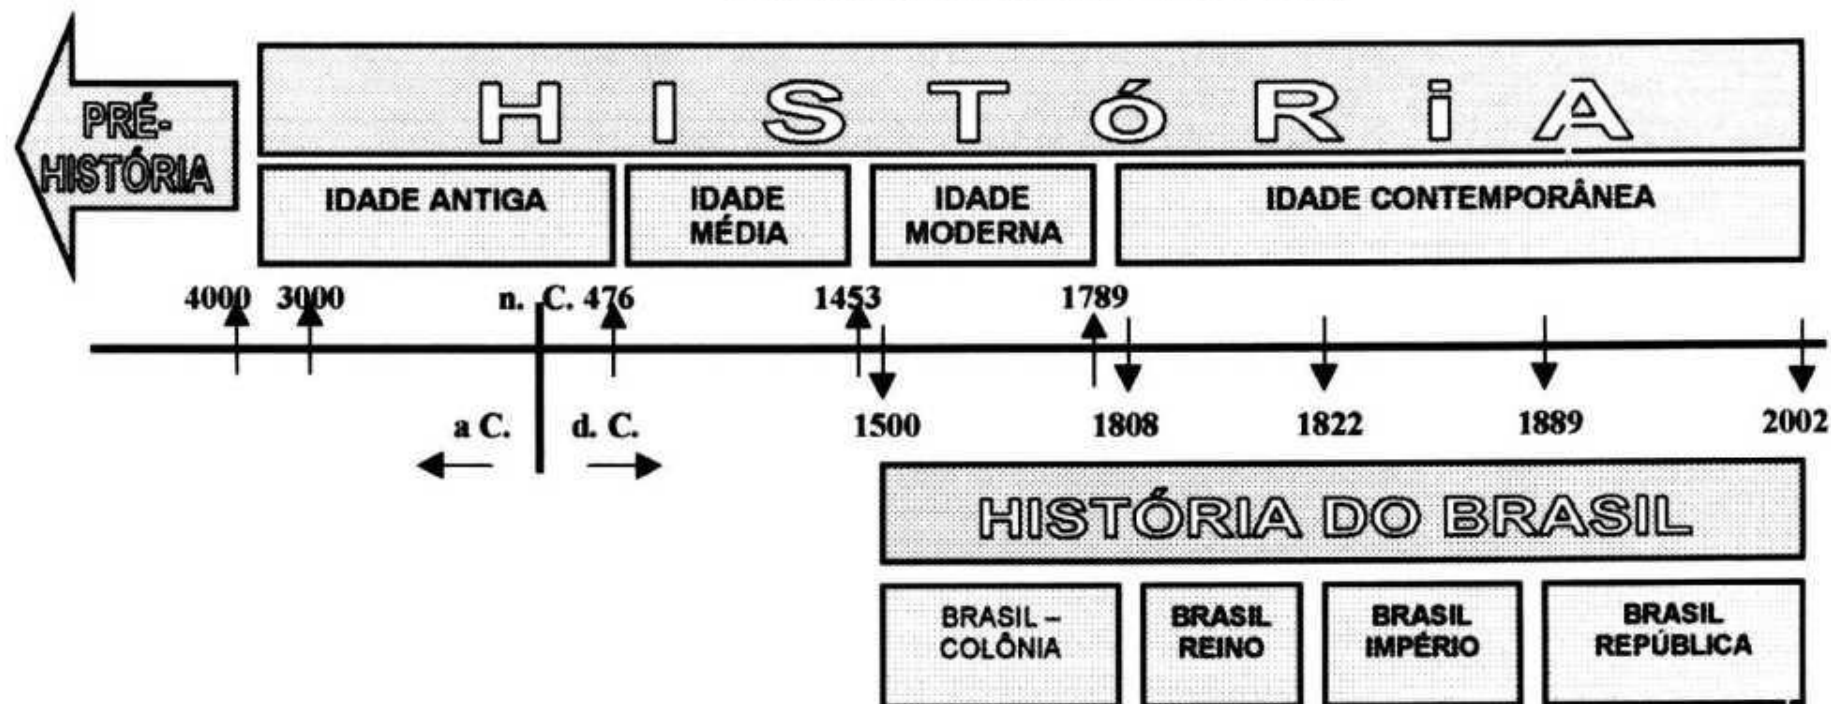 PRÉ-
HISTÓRIA
H I S T ó R i A
IDADE ANTIGA
IDADE
MÉDIA
IDADE
MODERNA
IDADE CONTEMPORÂNEA
4000 3000 n. C. 476 1453 1789
a C. d. C. 1500 1808 1822 1889 2002
HISTÓRIA DO BRASIL
BRASIL –
COLÔNIA
BRASIL
REINO
BRASIL
IMPÉRIO
BRASIL
REPÚBLICA